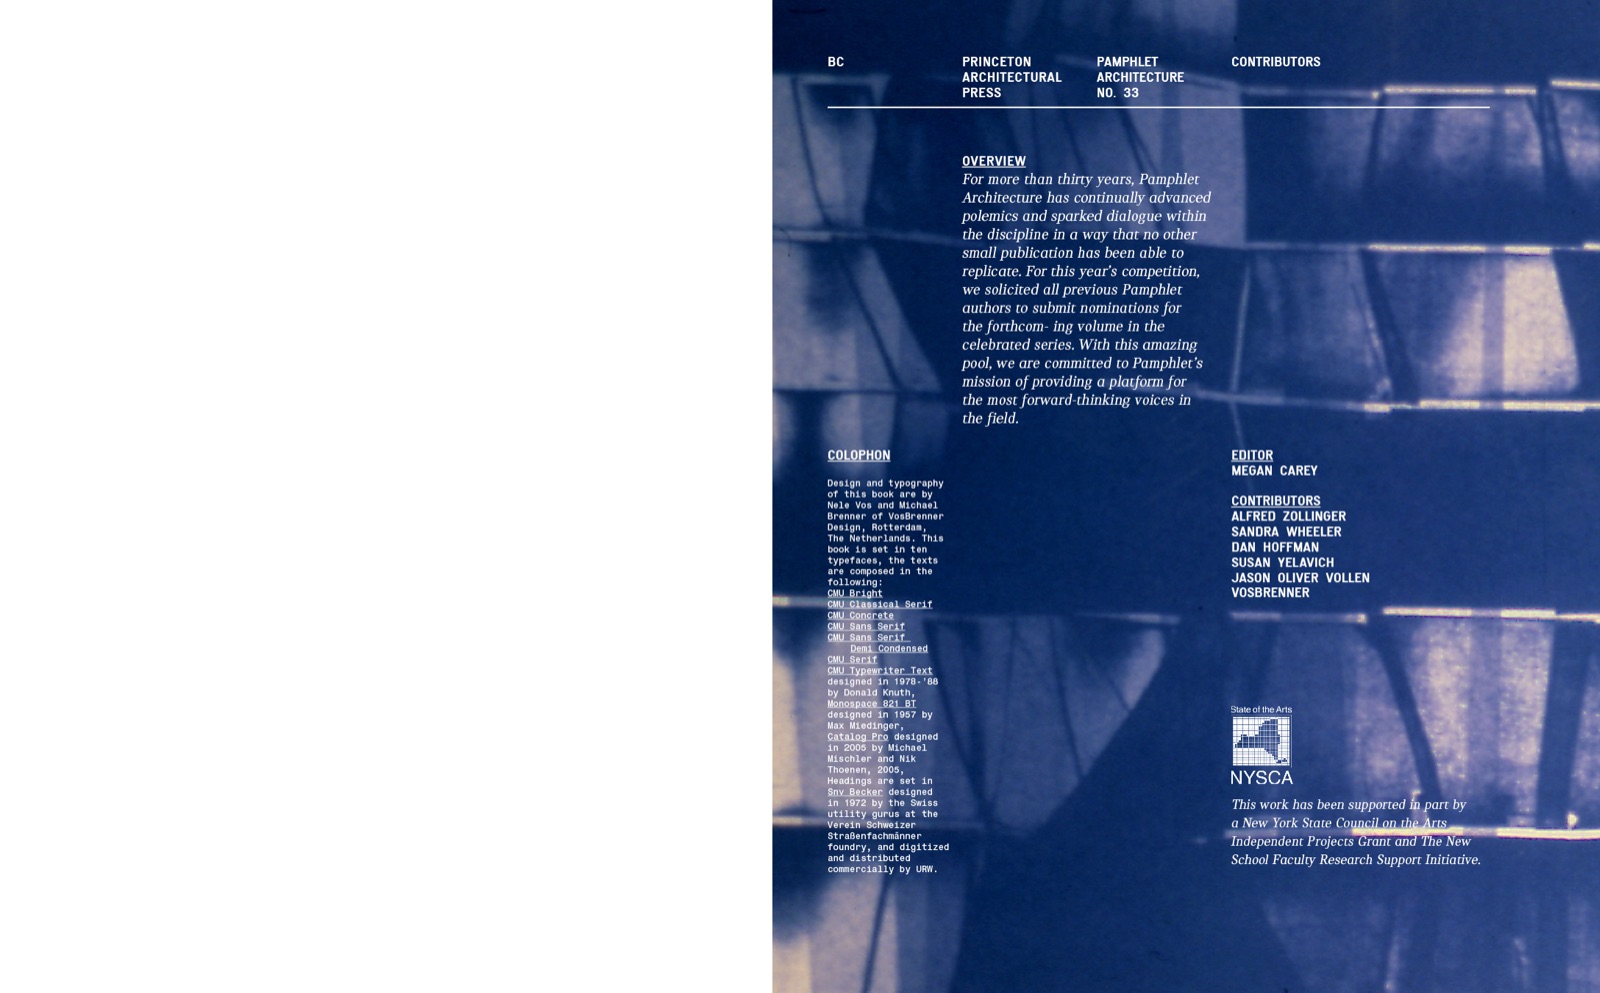 BC
PRINCETON
ARCHITECTURAL
PRESS
PAMPHLET
ARCHITECTURE
NO. 33
CONTRIBUTORS
OVERVIEW
For more than thirty years, Pamphlet
Architecture has continually advanced
polemics and sparked dialogue within
the discipline in a way that no other
small publication has been able to
replicate. For this year's competition,
we solicited all previous Pamphlet
authors to submit nominations for
the forthcom- ing volume in the
celebrated series. With this amazing
pool, we are committed to Pamphlet's
mission of providing a platform for
the most forward-thinking voices in
the field.
COLOPHON
Design and typography
of this book are by
Nele Vos and Michael
Brenner of VosBrenner
Design, Rotterdam,
The Netherlands. This
book is set in ten
typefaces, the texts
are composed in the
following:
CMU Bright
CMU Classical Serif
CMU Concrete
CMU Sans Serif
CMU Sans Serif
Demi Condensed
CMU Serif
CMU Typewriter Text
designed in 1978-'88
by Donald Knuth,
Monospace 821 BT
designed in 1957 by
Max Miedinger,
Catalog Pro designed
in 2005 by Michael
Mischler and Nik
Thoenen, 2005,
Headings are set in
Snv Becker designed
in 1972 by the Swiss
utility gurus at the
Verein Schweizer
Straßenfachmänner
foundry, and digitized
and distributed
commercially by URW.
EDITOR
MEGAN CAREY
CONTRIBUTORS
ALFRED ZOLLINGER
SANDRA WHEELER
DAN HOFFMAN
SUSAN YELAVICH
JASON OLIVER VOLLEN
VOSBRENNER
State of the Arts
NYSCA
This work has been supported in part by
a New York State Council on the Arts
Independent Projects Grant and The New
School Faculty Research Support Initiative.